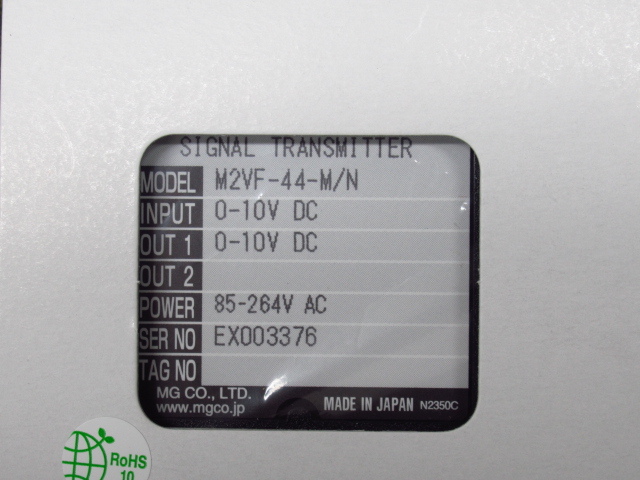 SIGNAL TRANSMITTER
MODEL M2VF-44-M/N
INPUT 0-10V DC
OUT 1 0-10V DC
OUT 2
POWER 85-264V AC
SER NO EX003376
TAG NO
MG CO., LTD.
www.mgco.jp MADE IN JAPAN N2350C
RoHS
10